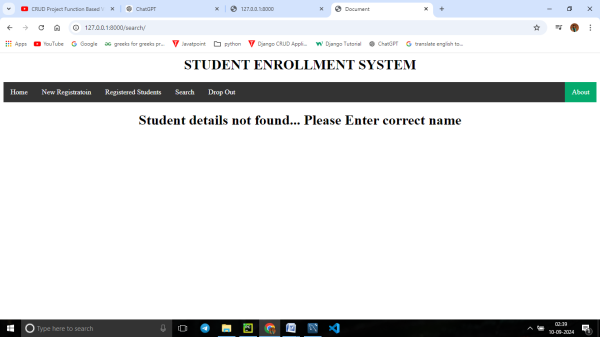 CRUD Project Function Based V
ChatGPT
127.0.0.1:8000
Document
127.0.0.1:8000/search/
Apps
YouTube
Google
greeks for greeks pr...
Javatpoint
python
Django CRUD Applic...
Django Tutorial
ChatGPT
translate english to...
STUDENT ENROLLMENT SYSTEM
Home New Registratoin Registered Students Search Drop Out About
Student details not found... Please Enter correct name
Type here to search
02:39
10-09-2024